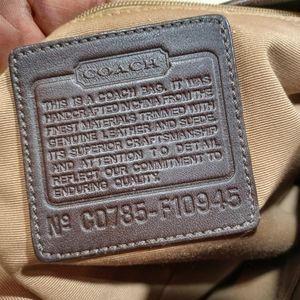 COACH
THIS IS A COACH BAG. IT WAS
HANDCRAFTED IN CHINA FROM THE
FINEST MATERIALS TRIMMED WITH
GENUINE LEATHER AND SUEDE.
ITS SUPERIOR CRAFTSMANSHIP
AND ATTENTION TO DETAIL
REFLECT OUR COMMITMENT TO
ENDURING QUALITY.
Nº C0785-F10945